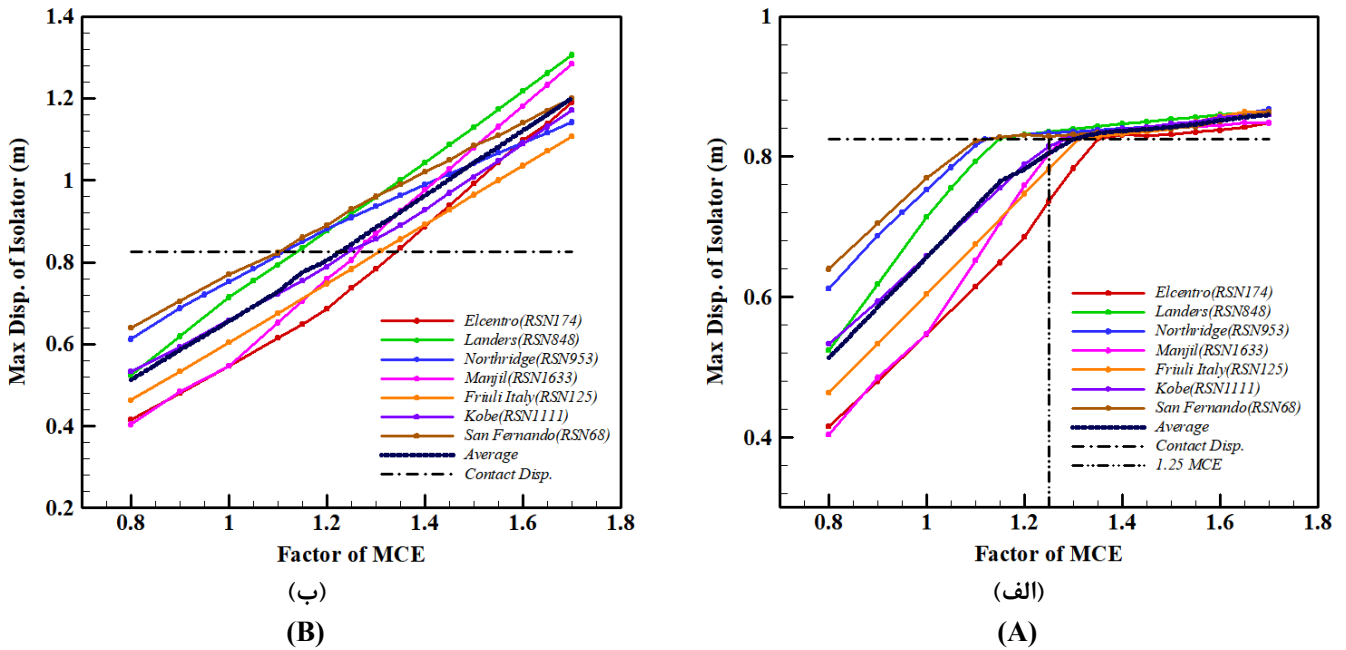 Max Disp. of Isolator (m)
1.4
1.2
1
0.8
0.6
0.4
0.2
0.8
1
1.2
1.4
1.6
1.8
Factor of MCE
Elcentro(RSN174)
Landers(RSN848)
Northridge(RSN953)
Manjil(RSN1633)
Friuli Italy(RSN125)
Kobe(RSN1111)
San Fernando(RSN68)
Average
Contact Disp.
(ب)
(B)
Max Disp. of Isolator (m)
1
0.8
0.6
0.4
0.8
1
1.2
1.4
1.6
1.8
Factor of MCE
Elcentro(RSN174)
Landers(RSN848)
Northridge(RSN953)
Manjil(RSN1633)
Friuli Italy(RSN125)
Kobe(RSN1111)
San Fernando(RSN68)
Average
Contact Disp.
1.25 MCE
(الف)
(A)